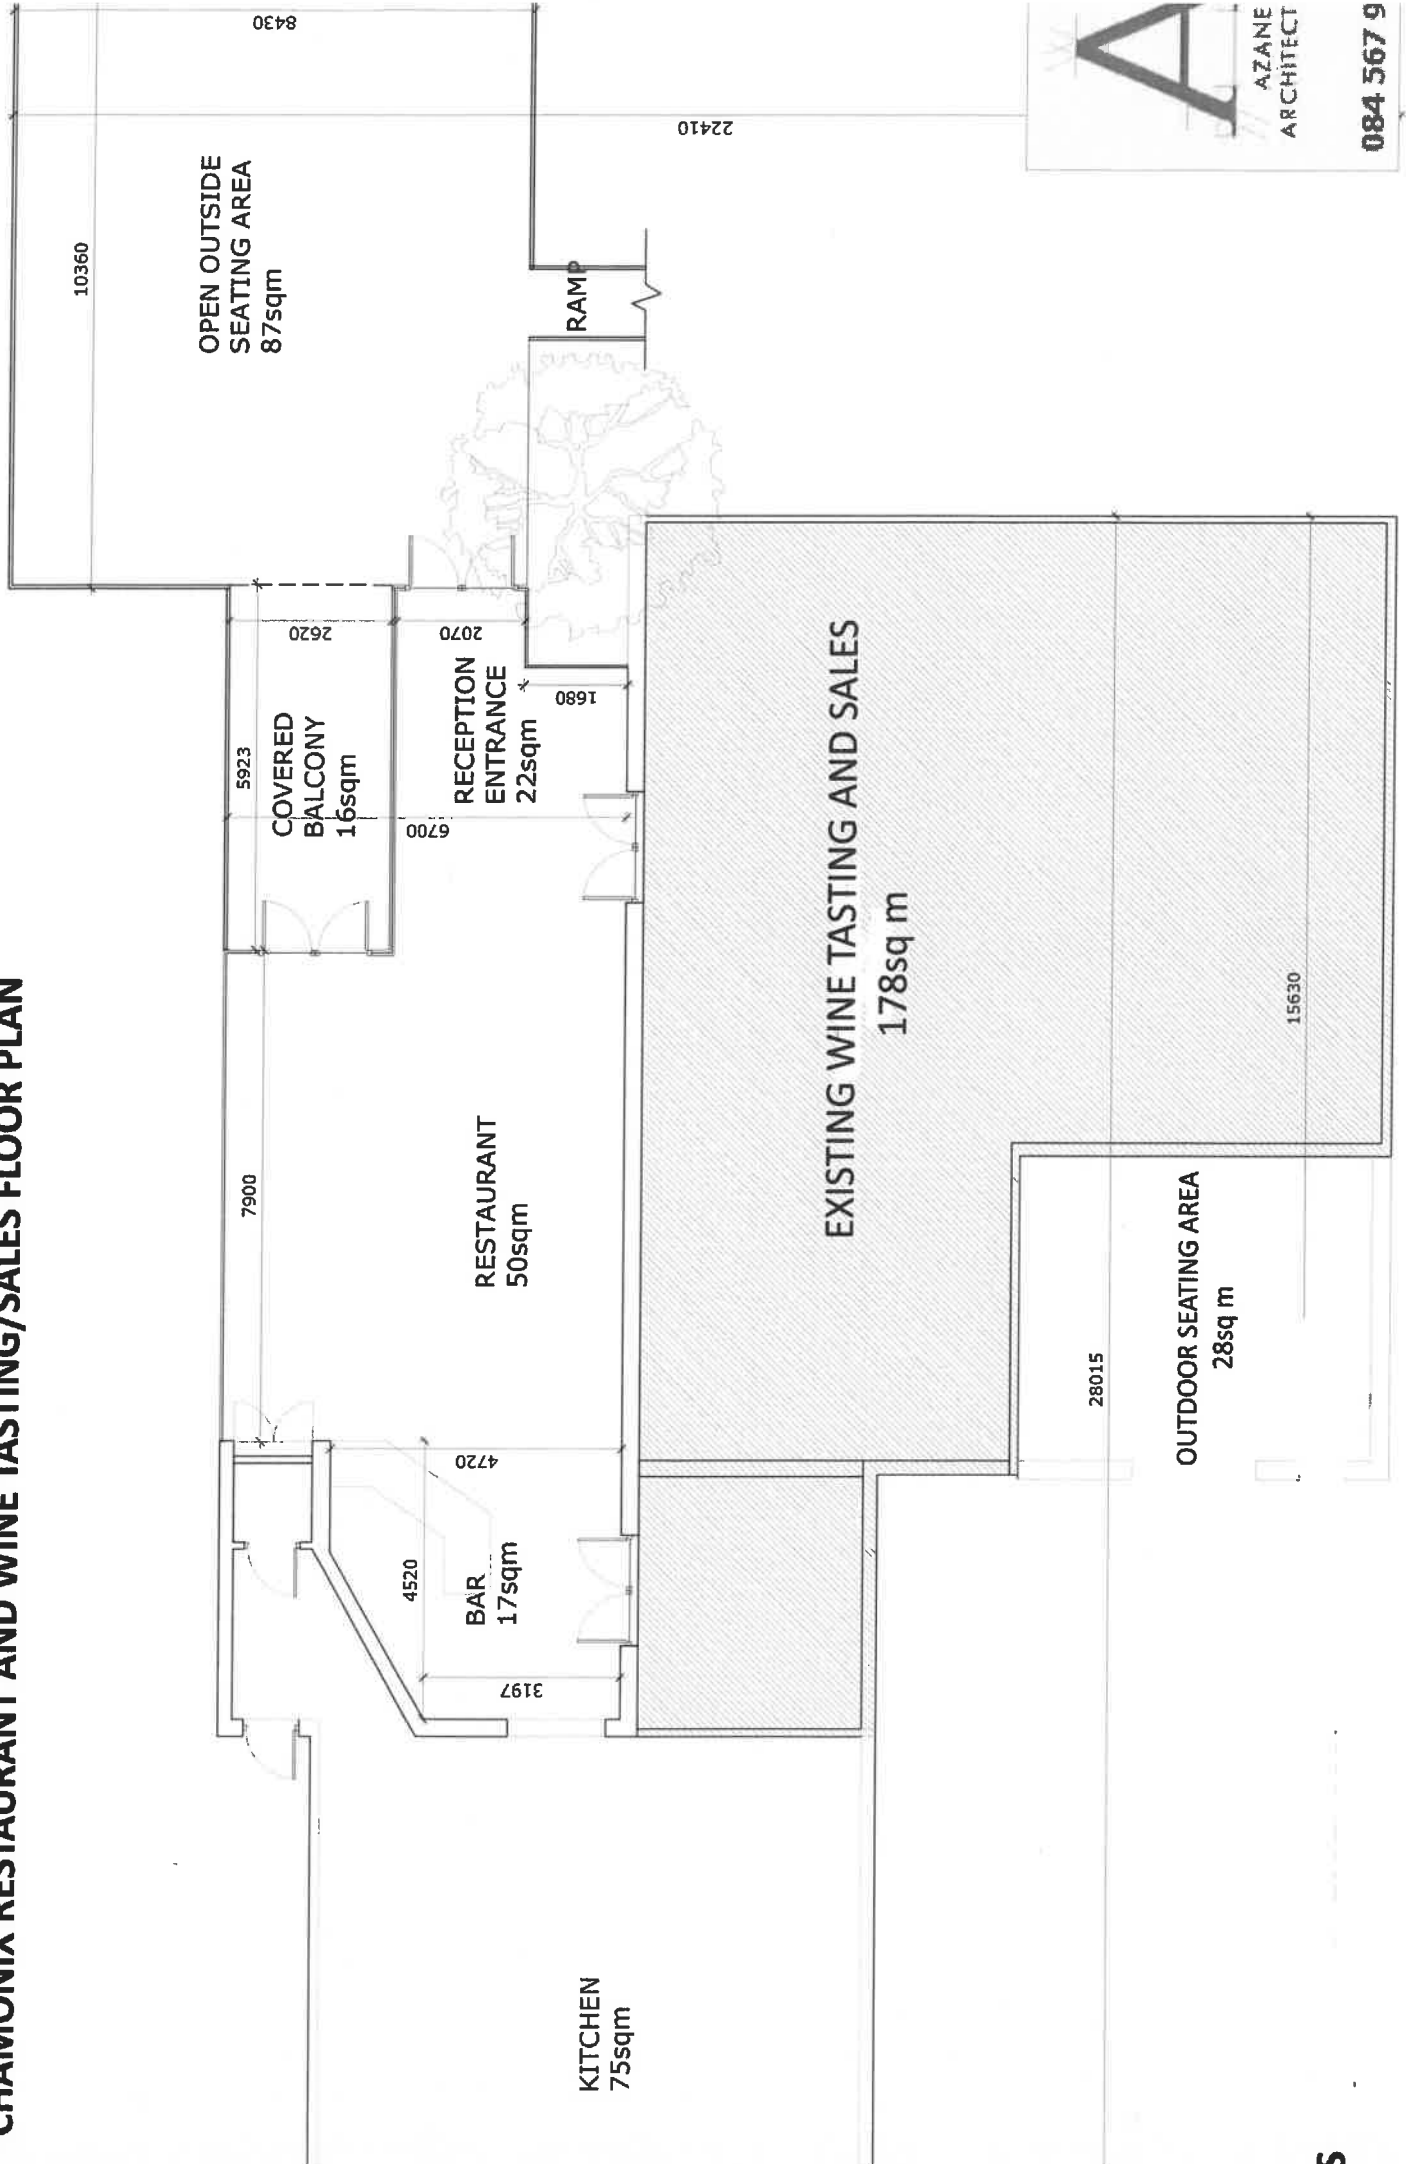 CHAMONIX RESTAURANT AND WINE TASTING/SALES FLOOR PLAN
10360
8430
OPEN OUTSIDE
SEATING AREA
87sqm
7900
5923
2620
COVERED
BALCONY
16sqm
6700
2070
RECEPTION
ENTRANCE
22sqm
1680
RAMP
22410
4520
4720
RESTAURANT
50sqm
BAR
17sqm
3197
KITCHEN
75sqm
EXISTING WINE TASTING AND SALES
178sq m
28015
OUTDOOR SEATING AREA
28sq m
15630
A
AZANE
ARCHITECT
084 567 9
S